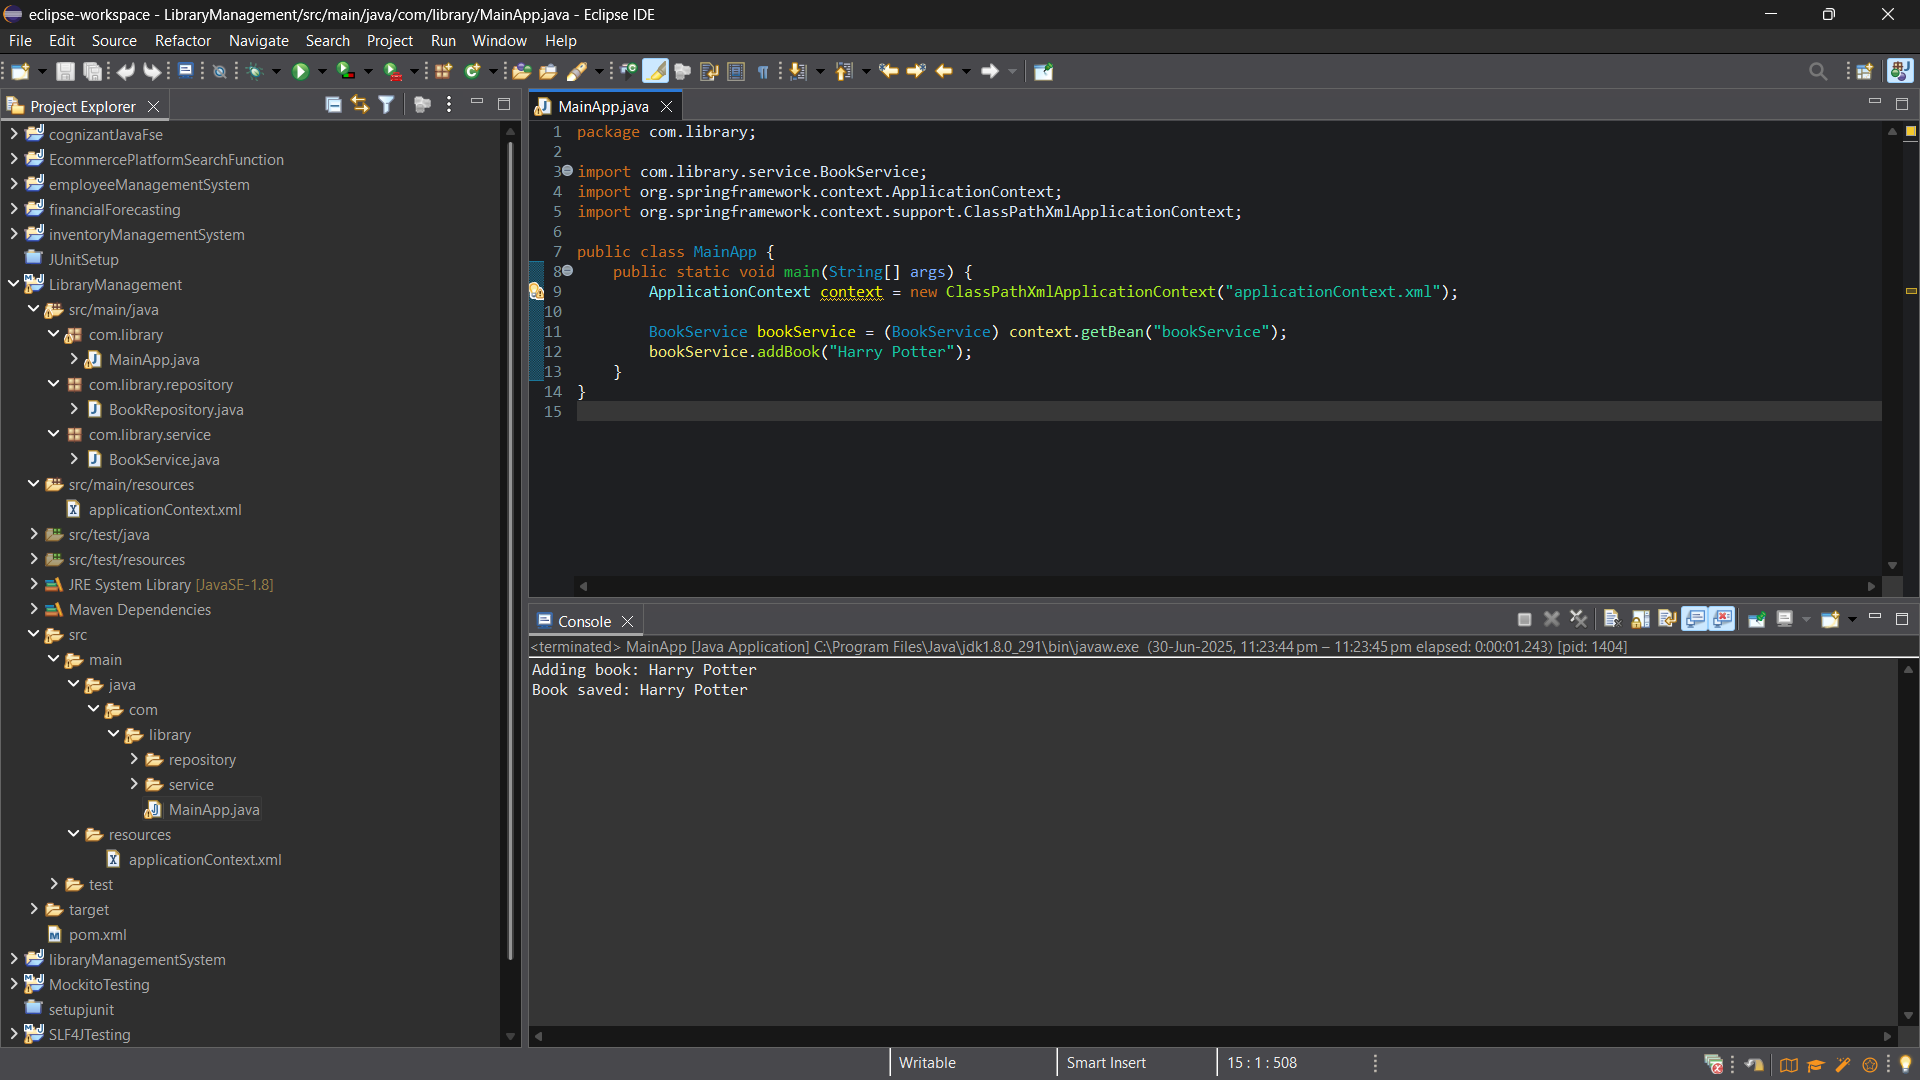 eclipse-workspace - LibraryManagement/src/main/java/com/library/MainApp.java - Eclipse IDE
File Edit Source Refactor Navigate Search Project Run Window Help
Project Explorer
cognizantJavaFse
EcommercePlatformSearchFunction
employeeManagementSystem
financialForecasting
inventoryManagementSystem
JUnitSetup
LibraryManagement
src/main/java
com.library
MainApp.java
com.library.repository
BookRepository.java
com.library.service
BookService.java
src/main/resources
applicationContext.xml
src/test/java
src/test/resources
JRE System Library [JavaSE-1.8]
Maven Dependencies
src
main
java
com
library
repository
service
MainApp.java
resources
applicationContext.xml
test
target
pom.xml
libraryManagementSystem
MockitoTesting
setupjunit
SLF4JTesting
MainApp.java
1 package com.library;
2
3 import com.library.service.BookService;
4 import org.springframework.context.ApplicationContext;
5 import org.springframework.context.support.ClassPathXmlApplicationContext;
6
7 public class MainApp {
8     public static void main(String[] args) {
9         ApplicationContext context = new ClassPathXmlApplicationContext("applicationContext.xml");
10
11         BookService bookService = (BookService) context.getBean("bookService");
12         bookService.addBook("Harry Potter");
13     }
14 }
15
Console
<terminated> MainApp [Java Application] C:\Program Files\Java\jdk1.8.0_291\bin\javaw.exe (30-Jun-2025, 11:23:44 pm – 11:23:45 pm elapsed: 0:00:01.243) [pid: 1404]
Adding book: Harry Potter
Book saved: Harry Potter
Writable
Smart Insert
15 : 1 : 508